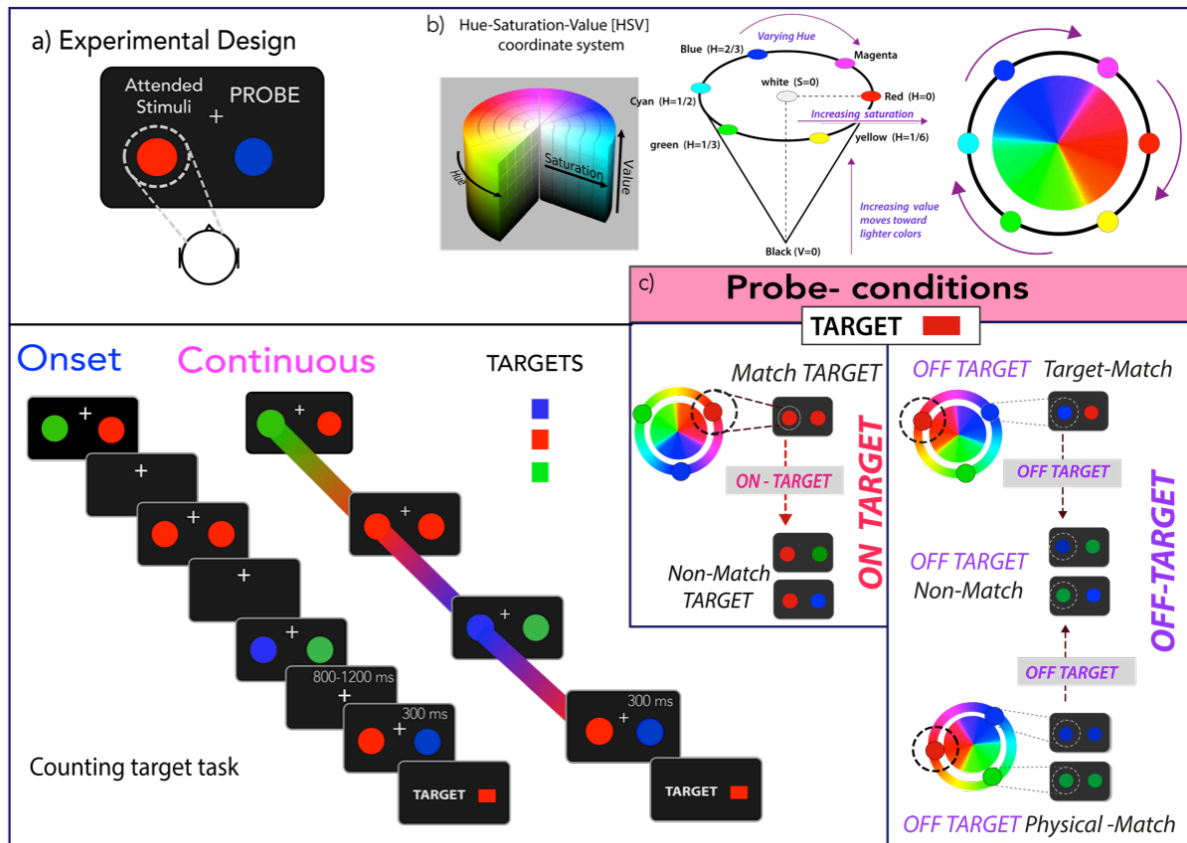 a) Experimental Design
Attended
Stimuli
+
PROBE
b)
Hue-Saturation-Value [HSV]
coordinate system
Hue
Saturation
Value
Varying Hue
Blue (H=2/3)
Magenta
white (S=0)
Cyan (H=1/2)
Red (H=0)
Increasing saturation
green (H=1/3)
yellow (H=1/6)
Increasing value
moves toward
lighter colors
Black (V=0)
Onset
Continuous
TARGETS
+
+
+
+
+
+
+
+
800-1200 ms
+
300 ms
+
300 ms
+
TARGET
TARGET
Counting target task
c)
Probe- conditions
TARGET
Match TARGET
ON - TARGET
Non-Match
TARGET
ON TARGET
OFF TARGET Target-Match
OFF TARGET
OFF TARGET
Non-Match
OFF TARGET
OFF TARGET Physical -Match
OFF-TARGET